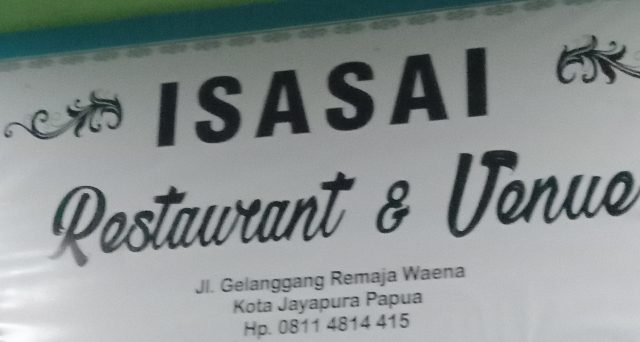 ISASAI
Restaurant & Venue
Jl. Gelanggang Remaja Waena
Kota Jayapura Papua
Hp. 0811 4814 415